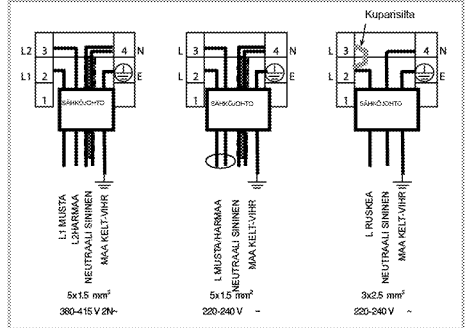 Kuparisilta
L2 3 4 N
L1 2 E
1
SÄHKÖJOHTO
L1 MUSTA
L2HARMAA
NEUTRAALI SININEN
MAA KELT-VIHR
5x1.5 mm²
380-415 V 2N~
L 3 4 N
L 2 E
1
SÄHKÖJOHTO
L MUSTA/HARMAA
NEUTRAALI SININEN
MAA KELT-VIHR
5x1.5 mm²
220-240 V ~
L 3 4 N
L 2 E
1
SÄHKÖJOHTO
L RUSKEA
NEUTRAALI SININEN
MAA KELT-VIHR
3x2.5 mm²
220-240 V ~